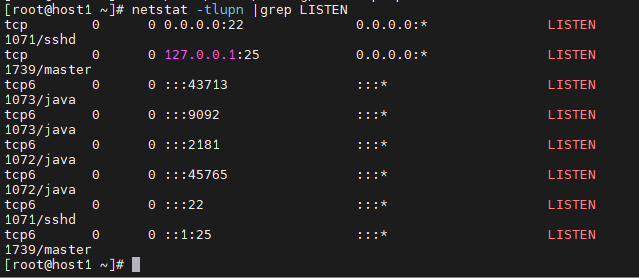 [root@host1 ~]# netstat -tlupn |grep LISTEN
tcp        0      0 0.0.0.0:22              0.0.0.0:*               LISTEN
1071/sshd
tcp        0      0 127.0.0.1:25            0.0.0.0:*               LISTEN
1739/master
tcp6       0      0 :::43713                :::*                    LISTEN
1073/java
tcp6       0      0 :::9092                 :::*                    LISTEN
1073/java
tcp6       0      0 :::2181                 :::*                    LISTEN
1072/java
tcp6       0      0 :::45765                :::*                    LISTEN
1072/java
tcp6       0      0 :::22                   :::*                    LISTEN
1071/sshd
tcp6       0      0 ::1:25                  :::*                    LISTEN
1739/master
[root@host1 ~]#